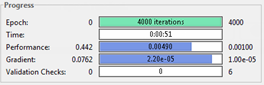 Progress
Epoch: 0 4000 iterations 4000
Time: 0:00:51
Performance: 0.442 0.00490 0.00100
Gradient: 0.0762 2.20e-05 1.00e-05
Validation Checks: 0 0 6